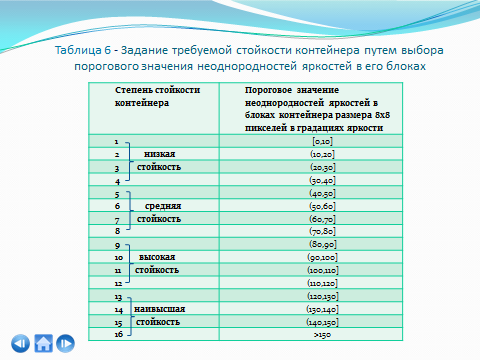 Таблица 6 - Задание требуемой стойкости контейнера путем выбора
порогового значения неоднородностей яркостей в его блоках
Степень стойкости
контейнера
Пороговое значение
неоднородностей яркостей в
блоках контейнера размера 8х8
пикселей в градациях яркости
1 [0,10]
2 низкая (10,20]
3 стойкость (20,30]
4 (30,40]
5 (40,50]
6 средняя (50,60]
7 стойкость (60,70]
8 (70,80]
9 (80,90]
10 высокая (90,100]
11 стойкость (100,110]
12 (110,120]
13 (120,130]
14 наивысшая (130,140]
15 стойкость (140,150]
16 >150